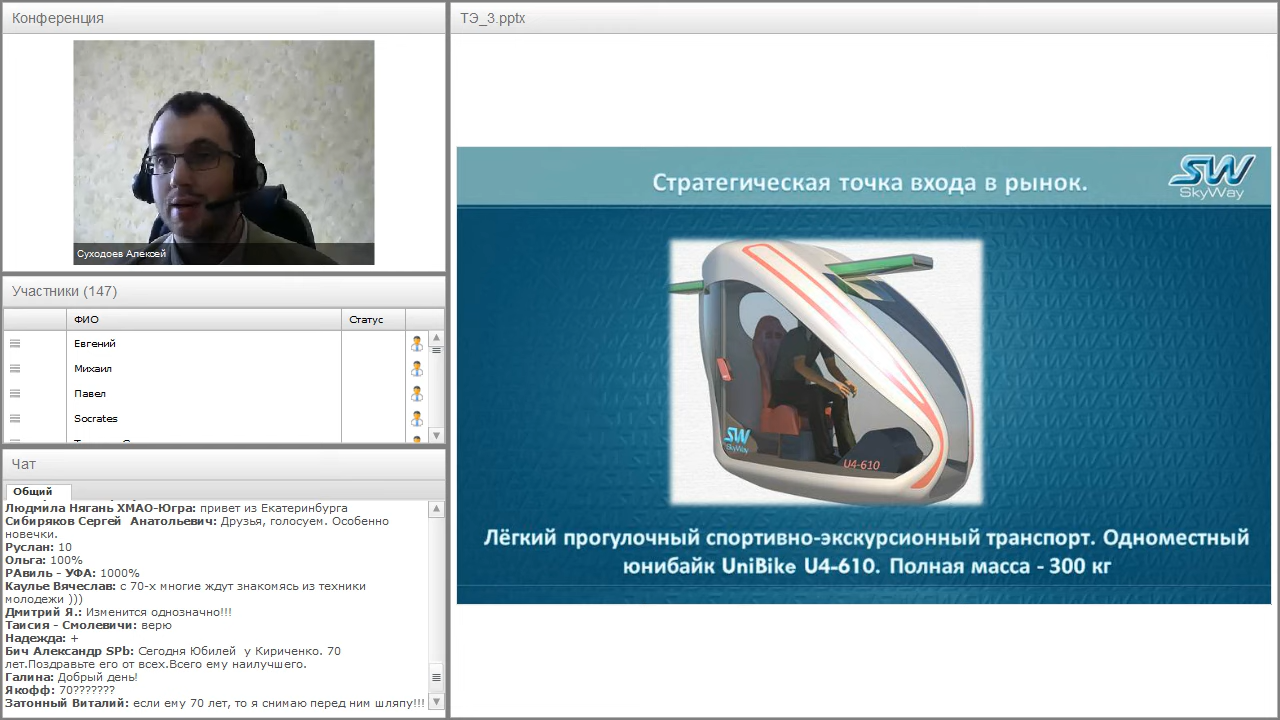 Конференция
Суходоев Алексей
Участники (147)
ФИО
Статус
Евгений
Михаил
Павел
Socrates
Чат
Общий
Людмила Нягань ХМАО-Югра: привет из Екатеринбурга
Сибиряков Сергей Анатольевич: Друзья, голосуем. Особенно
новечки.
Руслан: 10
Ольга: 100%
РАвиль - УФА: 1000%
Каулье Вячеслав: с 70-х многие ждут знакомясь из техники
молодежи )))
Дмитрий Я.: Изменится однозначно!!!
Таисия - Смолевичи: верю
Надежда: +
Бич Александр SPb: Сегодня Юбилей у Кириченко. 70
лет.Поздравьте его от всех.Всего ему наилучшего.
Галина: Добрый день!
Якофф: 70???????
Затонный Виталий: если ему 70 лет, то я снимаю перед ним шляпу!!!
ТЭ_3.pptx
Стратегическая точка входа в рынок.
SW
SkyWay
SW
SkyWay
U4-610
Лёгкий прогулочный спортивно-экскурсионный транспорт. Одноместный
юнибайк UniBike U4-610. Полная масса - 300 кг